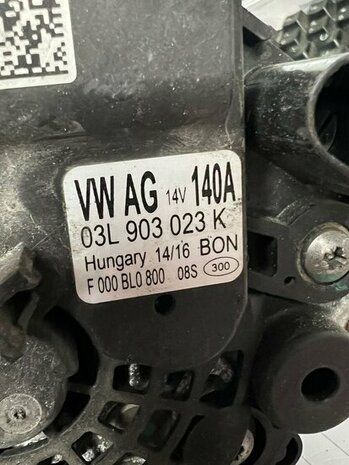 VW AG 14V 140A
03L 903 023 K
Hungary 14/16 BON
F 000 BL0 800 08S 300